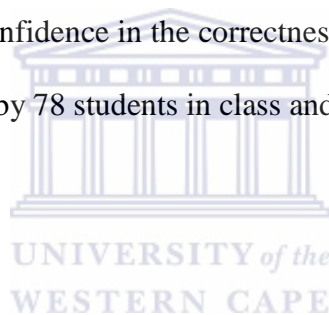 nfidence in the correctnes
by 78 students in class and
UNIVERSITY of the
WESTERN CAPE